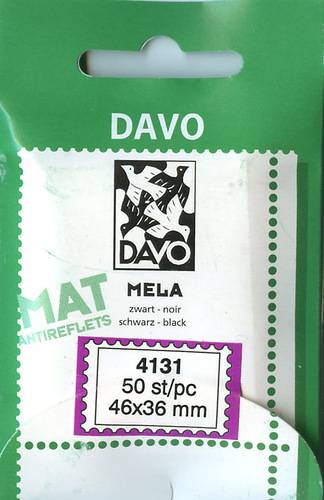 DAVO
DAVO
MELA
zwart - noir
schwarz - black
MAT
ANTIREFLETS
4131
50 st/pc
46x36 mm